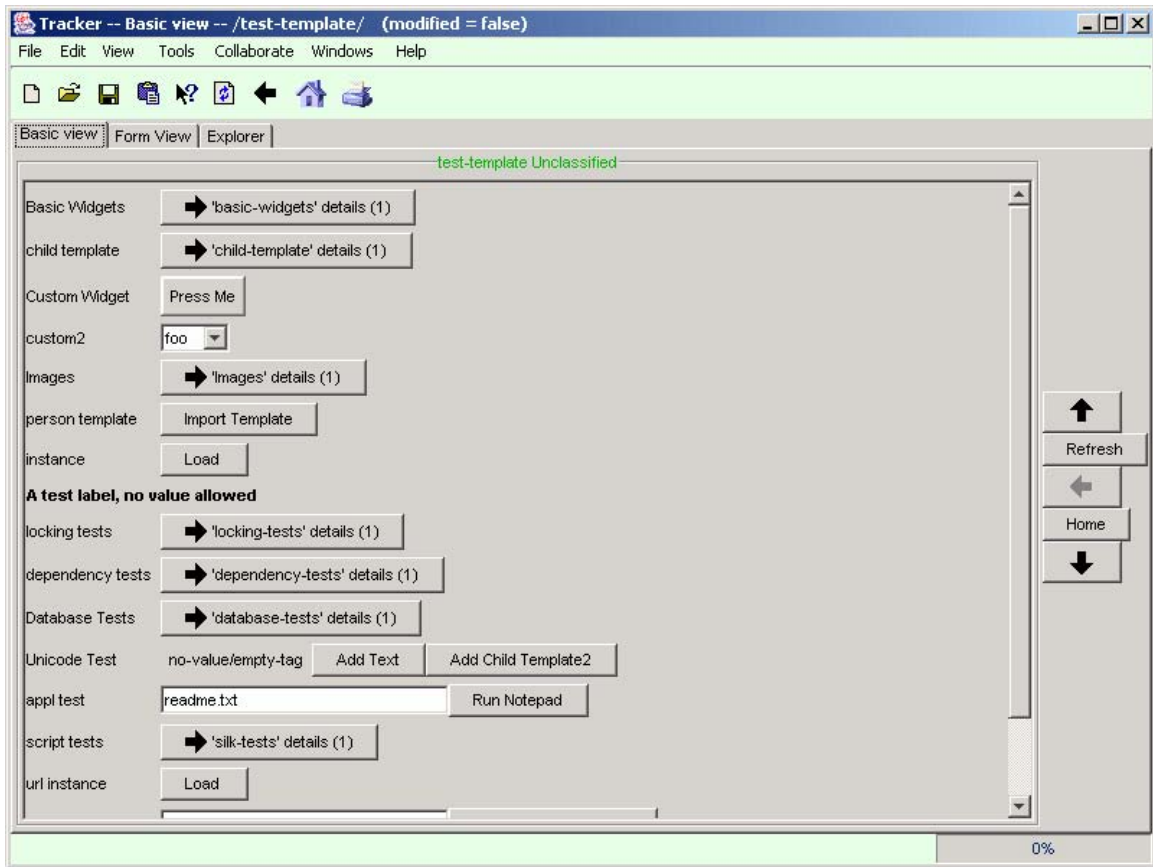 Tracker -- Basic view -- /test-template/ (modified = false)
File Edit View Tools Collaborate Windows Help
Basic view Form View Explorer
test-template Unclassified
Basic Widgets 'basic-widgets' details (1)
child template 'child-template' details (1)
Custom Widget Press Me
custom2 foo
Images 'Images' details (1)
person template Import Template
instance Load
A test label, no value allowed
locking tests 'locking-tests' details (1)
dependency tests 'dependency-tests' details (1)
Database Tests 'database-tests' details (1)
Unicode Test no-value/empty-tag Add Text Add Child Template2
appl test readme.txt Run Notepad
script tests 'silk-tests' details (1)
url instance Load
Refresh
Home
0%